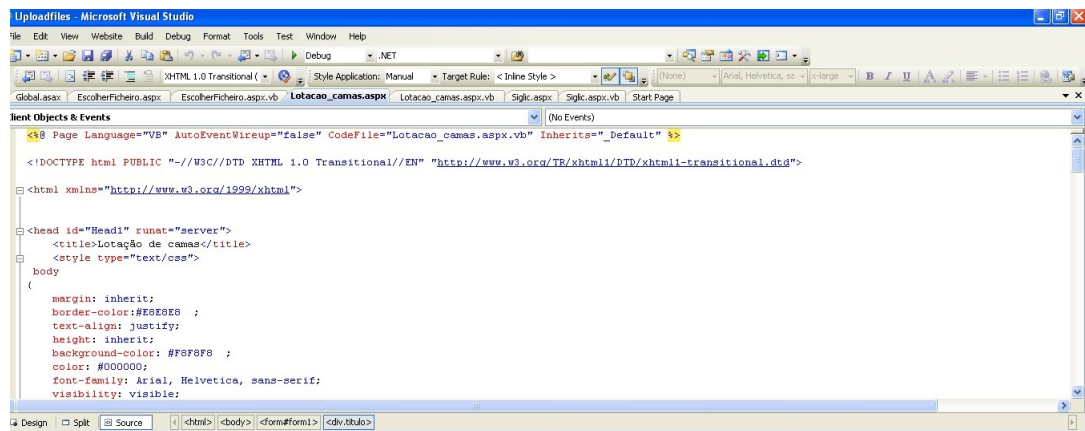 Uploadfiles - Microsoft Visual Studio
File Edit View Website Build Debug Format Tools Test Window Help
Debug .NET
XHTML 1.0 Transitional ( Style Application: Manual Target Rule: < Inline Style > (None) Arial, Helvetica, sa x-large B I U A
Global.asax EscolherFicheiro.aspx EscolherFicheiro.aspx.vb Lotacao_camas.aspx Lotacao_camas.aspx.vb Siglic.aspx Siglic.aspx.vb Start Page
lient Objects & Events (No Events)
<%@ Page Language="VB" AutoEventWireup="false" CodeFile="Lotacao_camas.aspx.vb" Inherits="_Default" %>
<!DOCTYPE html PUBLIC "-//W3C//DTD XHTML 1.0 Transitional//EN" "http://www.w3.org/TR/xhtml1/DTD/xhtml1-transitional.dtd">
<html xmlns="http://www.w3.org/1999/xhtml">
<head id="Head1" runat="server">
<title>Lotação de camas</title>
<style type="text/css">
body
{
margin: inherit;
border-color:#E8E8E8 ;
text-align: justify;
height: inherit;
background-color: #F8F8F8 ;
color: #000000;
font-family: Arial, Helvetica, sans-serif;
visibility: visible;
Design Split Source <html> <body> <form#form1> <div.titulo>